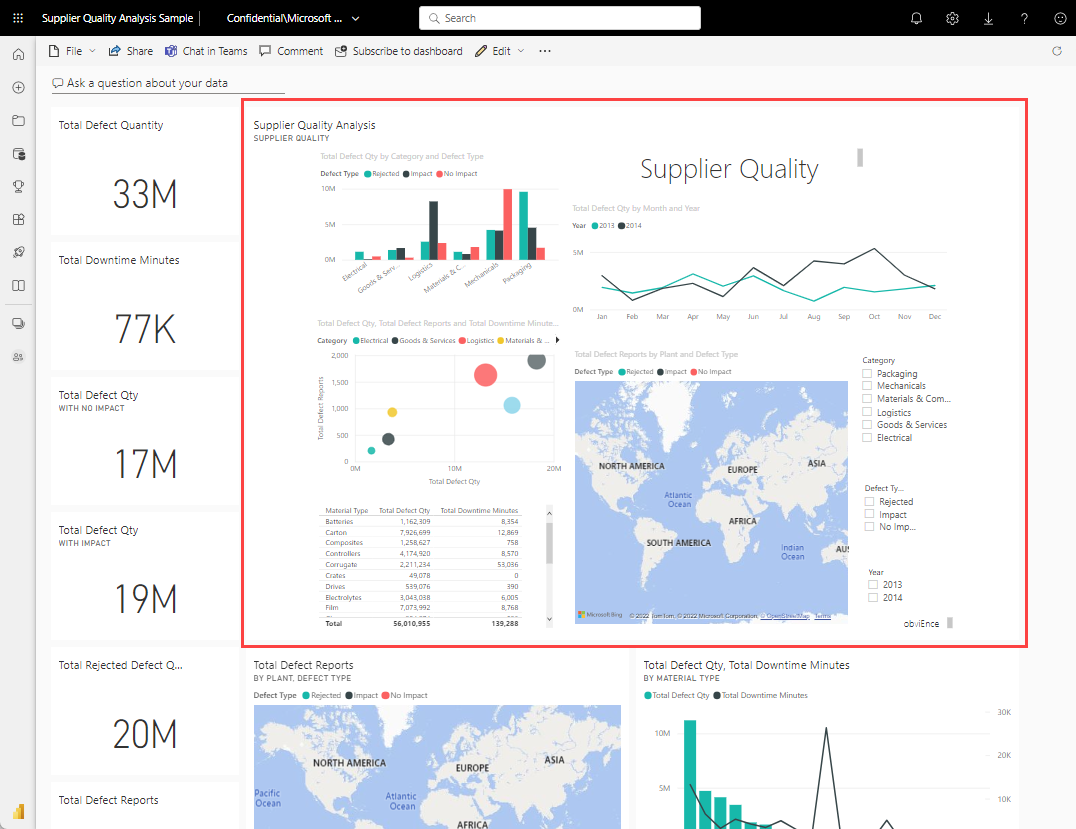 Supplier Quality Analysis Sample
Confidential\Microsoft ...
Search
File
Share
Chat in Teams
Comment
Subscribe to dashboard
Edit
Ask a question about your data
Total Defect Quantity
33M
Total Downtime Minutes
77K
Total Defect Qty
WITH NO IMPACT
17M
Total Defect Qty
WITH IMPACT
19M
Total Rejected Defect Q...
20M
Total Defect Reports
Supplier Quality Analysis
SUPPLIER QUALITY
Total Defect Qty by Category and Defect Type
Defect Type Rejected Impact No Impact
10M
5M
0M
Electrical
Goods & Serv...
Logistics
Materials & C...
Mechanicals
Packaging
Supplier Quality
Total Defect Qty by Month and Year
Year 2013 2014
5M
0M
Jan Feb Mar Apr May Jun Jul Aug Sep Oct Nov Dec
Total Defect Qty, Total Defect Reports and Total Downtime Minute...
Category Electrical Goods & Services Logistics Materials & ...
Total Defect Reports
2,000
1,500
1,000
500
0
0M 10M 20M
Total Defect Qty
Material Type Total Defect Qty Total Downtime Minutes
Batteries 1,162,309 8,354
Carton 7,926,699 12,869
Composites 1,258,627 758
Controllers 4,174,920 8,570
Corrugate 2,211,234 53,036
Crates 49,078 0
Drives 539,076 390
Electrolytes 3,043,038 6,005
Film 7,073,992 8,768
Total 56,010,955 139,288
Total Defect Reports by Plant and Defect Type
Defect Type Rejected Impact No Impact
NORTH AMERICA
EUROPE
ASIA
Atlantic
Ocean
AFRICA
SOUTH AMERICA
Indian
Ocean
AUS
Microsoft Bing
© 2022 TomTom, © 2022 Microsoft Corporation, © OpenStreetMap Terms
Category
Packaging
Mechanicals
Materials & Com...
Logistics
Goods & Services
Electrical
Defect Ty...
Rejected
Impact
No Imp...
Year
2013
2014
obviEnce
Total Defect Reports
BY PLANT, DEFECT TYPE
Defect Type Rejected Impact No Impact
NORTH AMERICA
EUROPE
ASIA
Pacific
Ocean
Atlantic
Ocean
AFRICA
Total Defect Qty, Total Downtime Minutes
BY MATERIAL TYPE
Total Defect Qty Total Downtime Minutes
10M
5M
30K
20K
10K